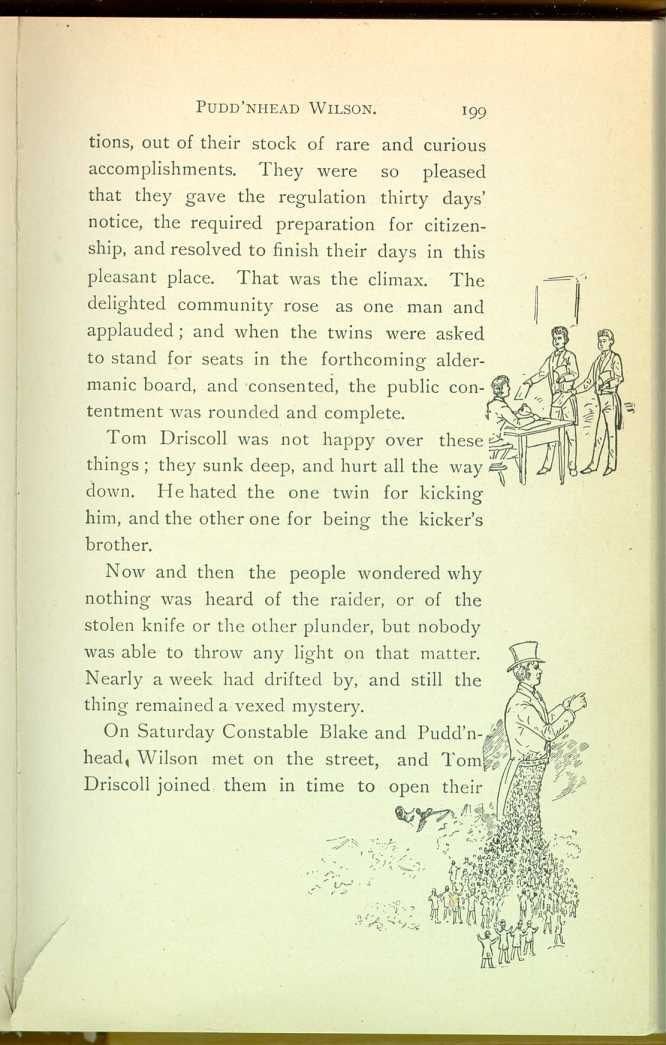 PUDD'NHEAD WILSON. 199
tions, out of their stock of rare and curious
accomplishments. They were so pleased
that they gave the regulation thirty days'
notice, the required preparation for citizen-
ship, and resolved to finish their days in this
pleasant place. That was the climax. The
delighted community rose as one man and
applauded; and when the twins were asked
to stand for seats in the forthcoming alder-
manic board, and consented, the public con-
tentment was rounded and complete.
Tom Driscoll was not happy over these
things; they sunk deep, and hurt all the way
down. He hated the one twin for kicking
him, and the other one for being the kicker's
brother.
Now and then the people wondered why
nothing was heard of the raider, or of the
stolen knife or the other plunder, but nobody
was able to throw any light on that matter.
Nearly a week had drifted by, and still the
thing remained a vexed mystery.
On Saturday Constable Blake and Pudd'n-
head, Wilson met on the street, and Tom
Driscoll joined them in time to open their